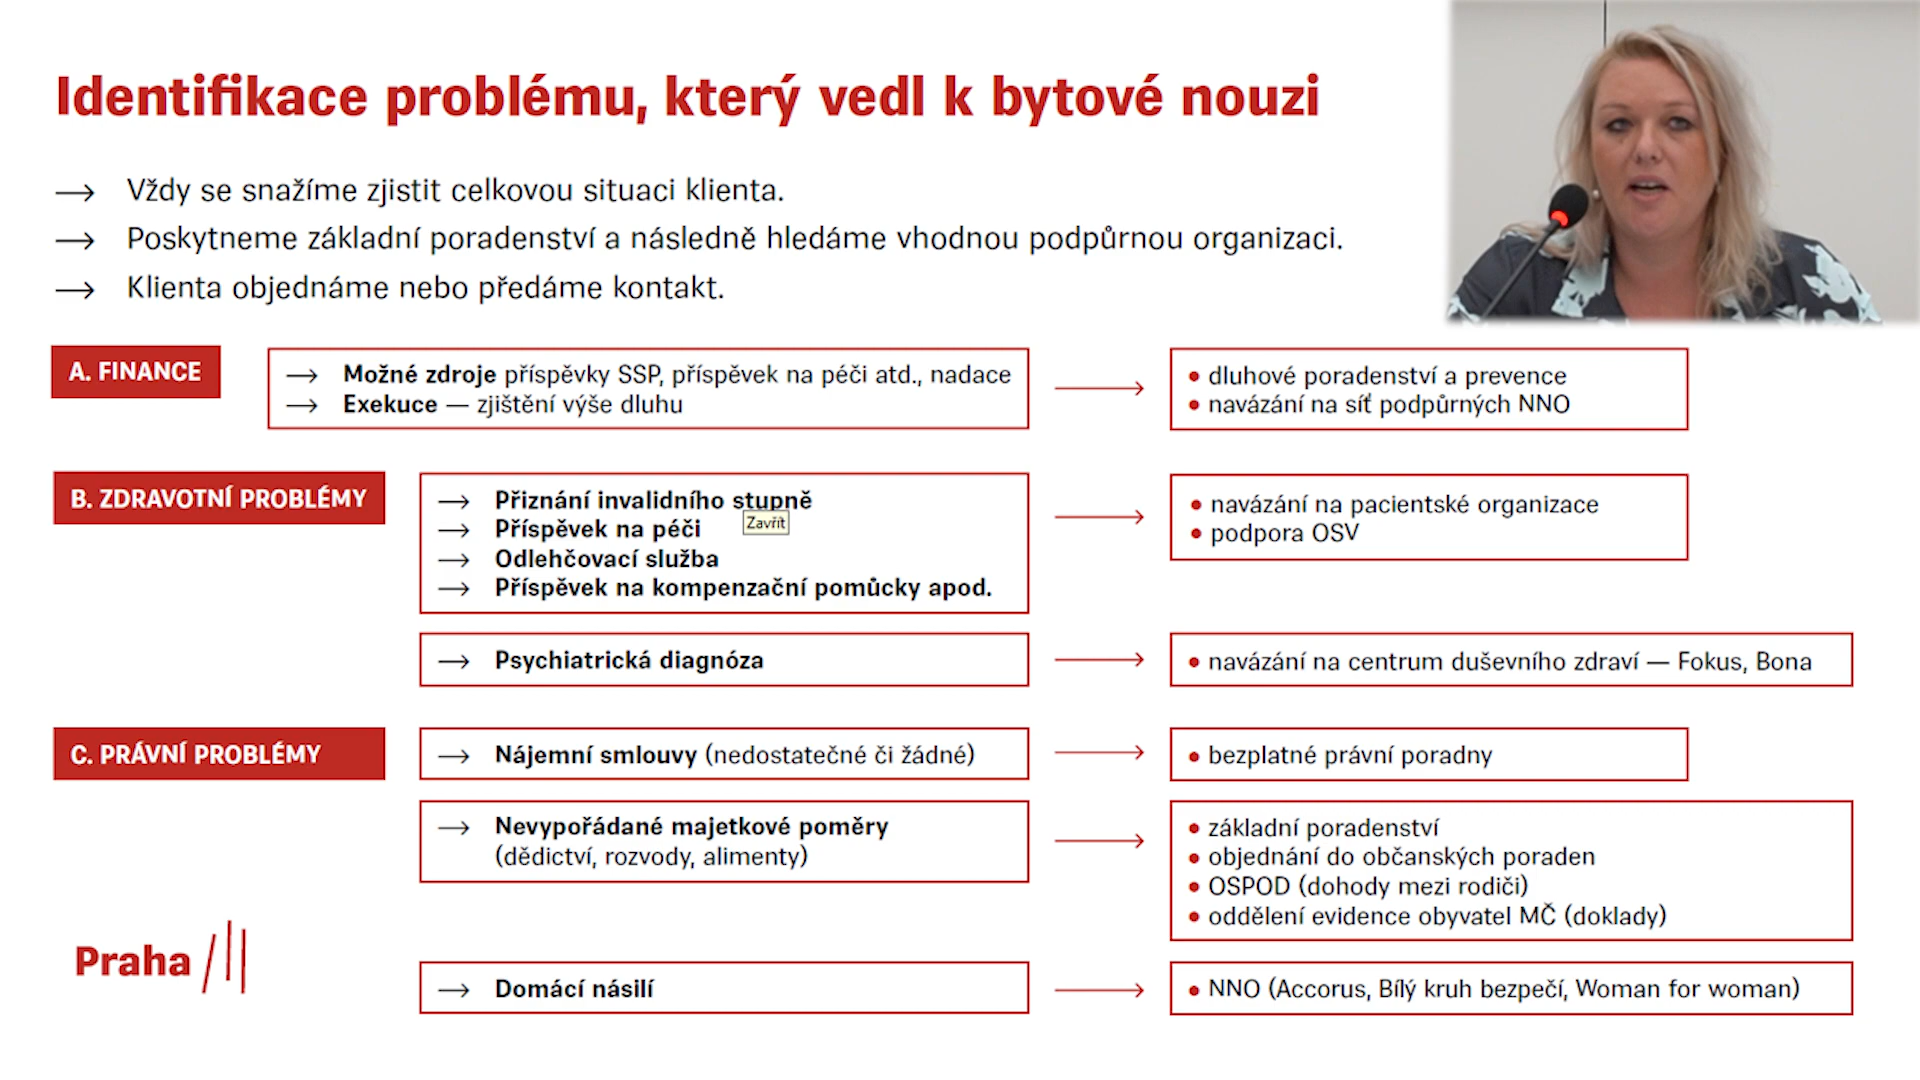 Identifikace problému, který vedl k bytové nouzi
→ Vždy se snažíme zjistit celkovou situaci klienta.
→ Poskytneme základní poradenství a následně hledáme vhodnou podpůrnou organizaci.
→ Klienta objednáme nebo předáme kontakt.
A. FINANCE
→ Možné zdroje příspěvky SSP, příspěvek na péči atd., nadace
→ Exekuce — zjištění výše dluhu
• dluhové poradenství a prevence
• navázání na síť podpůrných NNO
B. ZDRAVOTNÍ PROBLÉMY
→ Přiznání invalidního stupně
→ Příspěvek na péči
Zavřít
→ Odlehčovací služba
→ Příspěvek na kompenzační pomůcky apod.
• navázání na pacientské organizace
• podpora OSV
→ Psychiatrická diagnóza
• navázání na centrum duševního zdraví — Fokus, Bona
C. PRÁVNÍ PROBLÉMY
→ Nájemní smlouvy (nedostatečné či žádné)
• bezplatné právní poradny
→ Nevypořádané majetkové poměry
(dědictví, rozvody, alimenty)
• základní poradenství
• objednání do občanských poraden
• OSPOD (dohody mezi rodiči)
• oddělení evidence obyvatel MČ (doklady)
→ Domácí násilí
• NNO (Accorus, Bílý kruh bezpečí, Woman for woman)
Praha